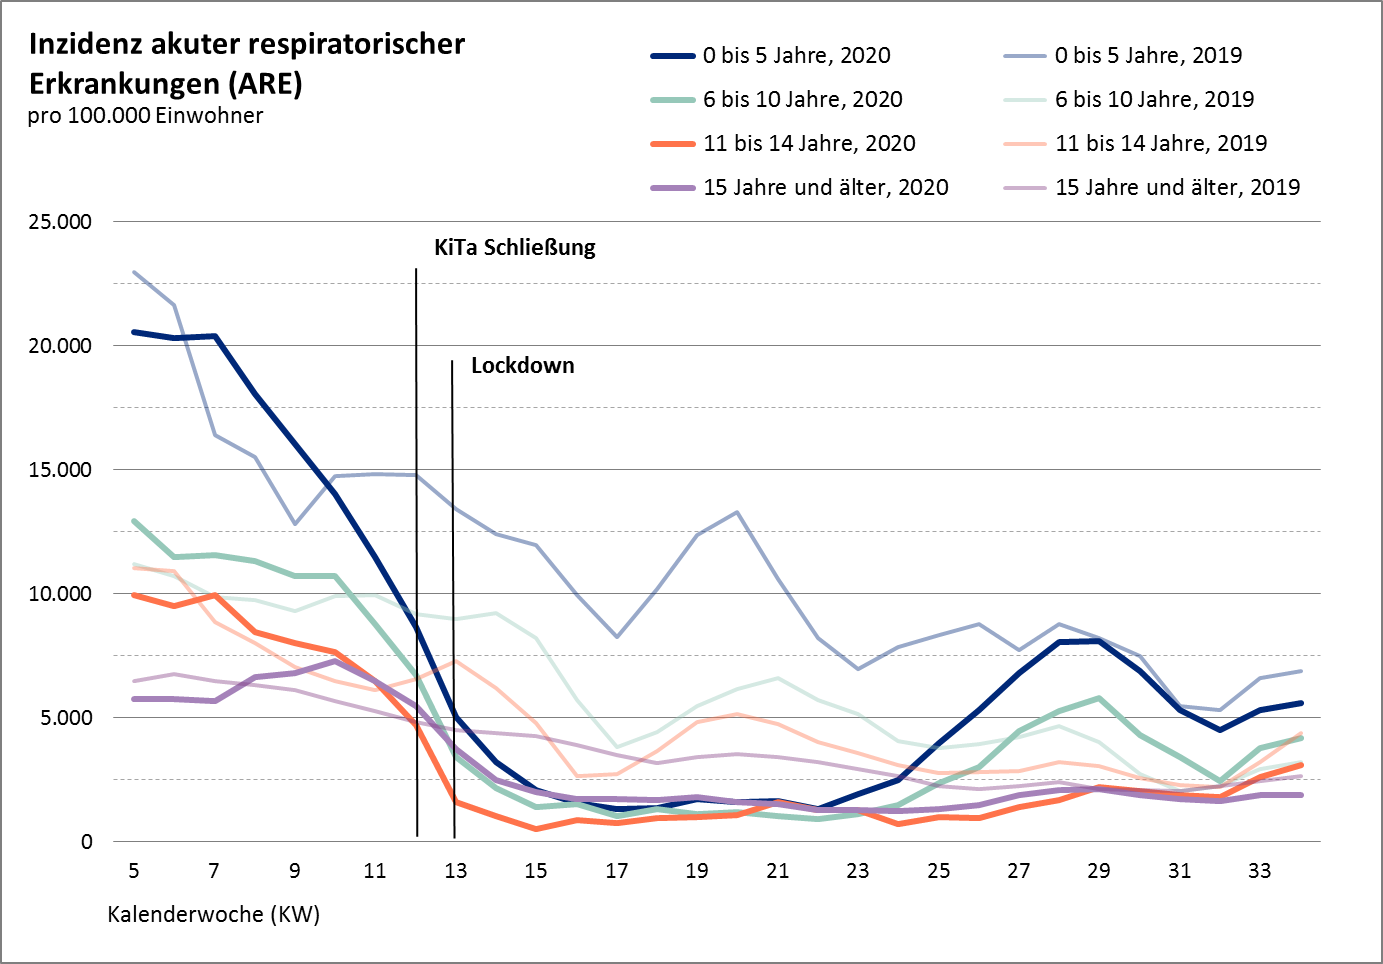 Inzidenz akuter respiratorischer
Erkrankungen (ARE)
pro 100.000 Einwohner
0 bis 5 Jahre, 2020
0 bis 5 Jahre, 2019
6 bis 10 Jahre, 2020
6 bis 10 Jahre, 2019
11 bis 14 Jahre, 2020
11 bis 14 Jahre, 2019
15 Jahre und älter, 2020
15 Jahre und älter, 2019
25.000
KiTa Schließung
20.000
Lockdown
15.000
10.000
5.000
0
5 7 9 11 13 15 17 19 21 23 25 27 29 31 33
Kalenderwoche (KW)